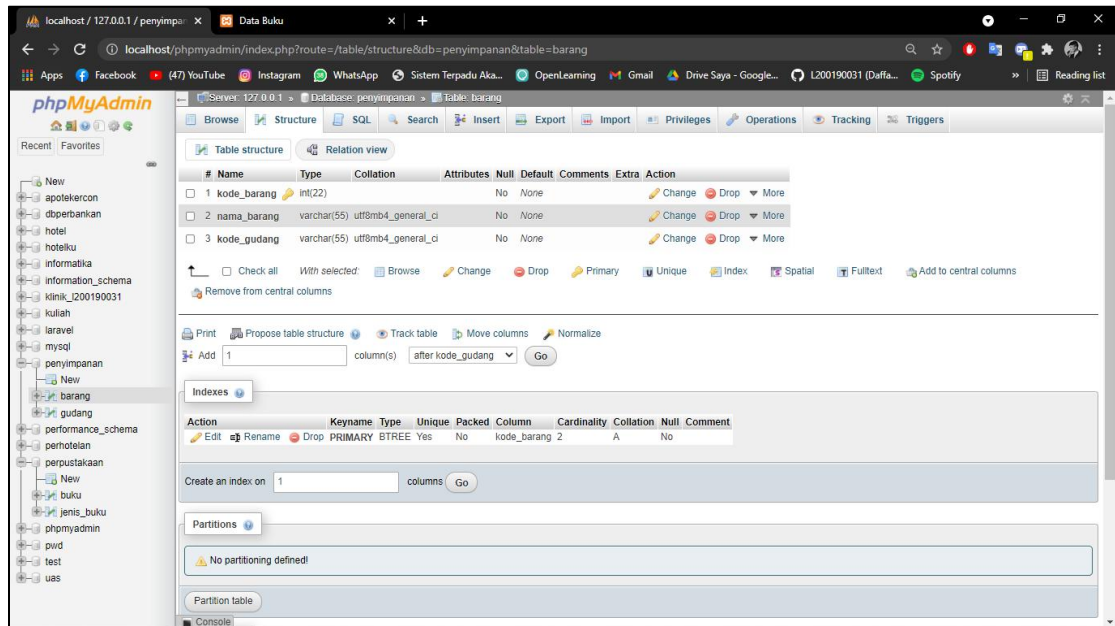 localhost / 127.0.0.1 / penyimpa
Data Buku
localhost/phpmyadmin/index.php?route=/table/structure&db=penyimpanan&table=barang
Apps Facebook (47) YouTube Instagram WhatsApp Sistem Terpadu Aka... OpenLearning Gmail Drive Saya - Google... L200190031 (Daffa... Spotify » Reading list
phpMyAdmin
Recent Favorites
New
apotekercon
dbperbankan
hotel
hotelku
informatika
information_schema
klinik_l200190031
kuliah
laravel
mysql
penyimpanan
New
barang
gudang
performance_schema
perhotelan
perpustakaan
New
buku
jenis_buku
phpmyadmin
pwd
test
uas
Server: 127.0.0.1 » Database: penyimpanan » Table: barang
Browse Structure SQL Search Insert Export Import Privileges Operations Tracking Triggers
Table structure Relation view
# Name Type Collation Attributes Null Default Comments Extra Action
1 kode_barang int(22) No None Change Drop More
2 nama_barang varchar(55) utf8mb4_general_ci No None Change Drop More
3 kode_gudang varchar(55) utf8mb4_general_ci No None Change Drop More
Check all With selected: Browse Change Drop Primary Unique Index Spatial Fulltext Add to central columns
Remove from central columns
Print Propose table structure Track table Move columns Normalize
Add 1 column(s) after kode_gudang Go
Indexes
Action Keyname Type Unique Packed Column Cardinality Collation Null Comment
Edit Rename Drop PRIMARY BTREE Yes No kode_barang 2 A No
Create an index on 1 columns Go
Partitions
No partitioning defined!
Partition table
Console